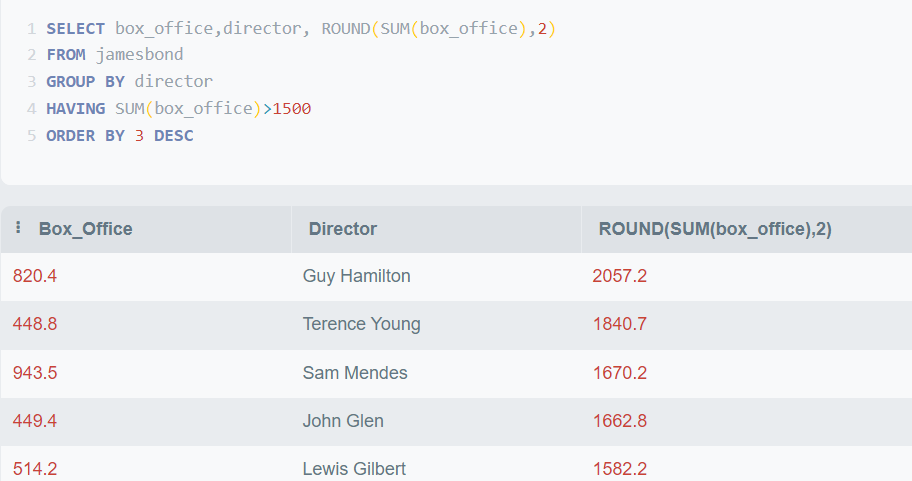 1 SELECT box_office,director, ROUND(SUM(box_office),2)
2 FROM jamesbond
3 GROUP BY director
4 HAVING SUM(box_office)>1500
5 ORDER BY 3 DESC
Box_Office Director ROUND(SUM(box_office),2)
820.4 Guy Hamilton 2057.2
448.8 Terence Young 1840.7
943.5 Sam Mendes 1670.2
449.4 John Glen 1662.8
514.2 Lewis Gilbert 1582.2